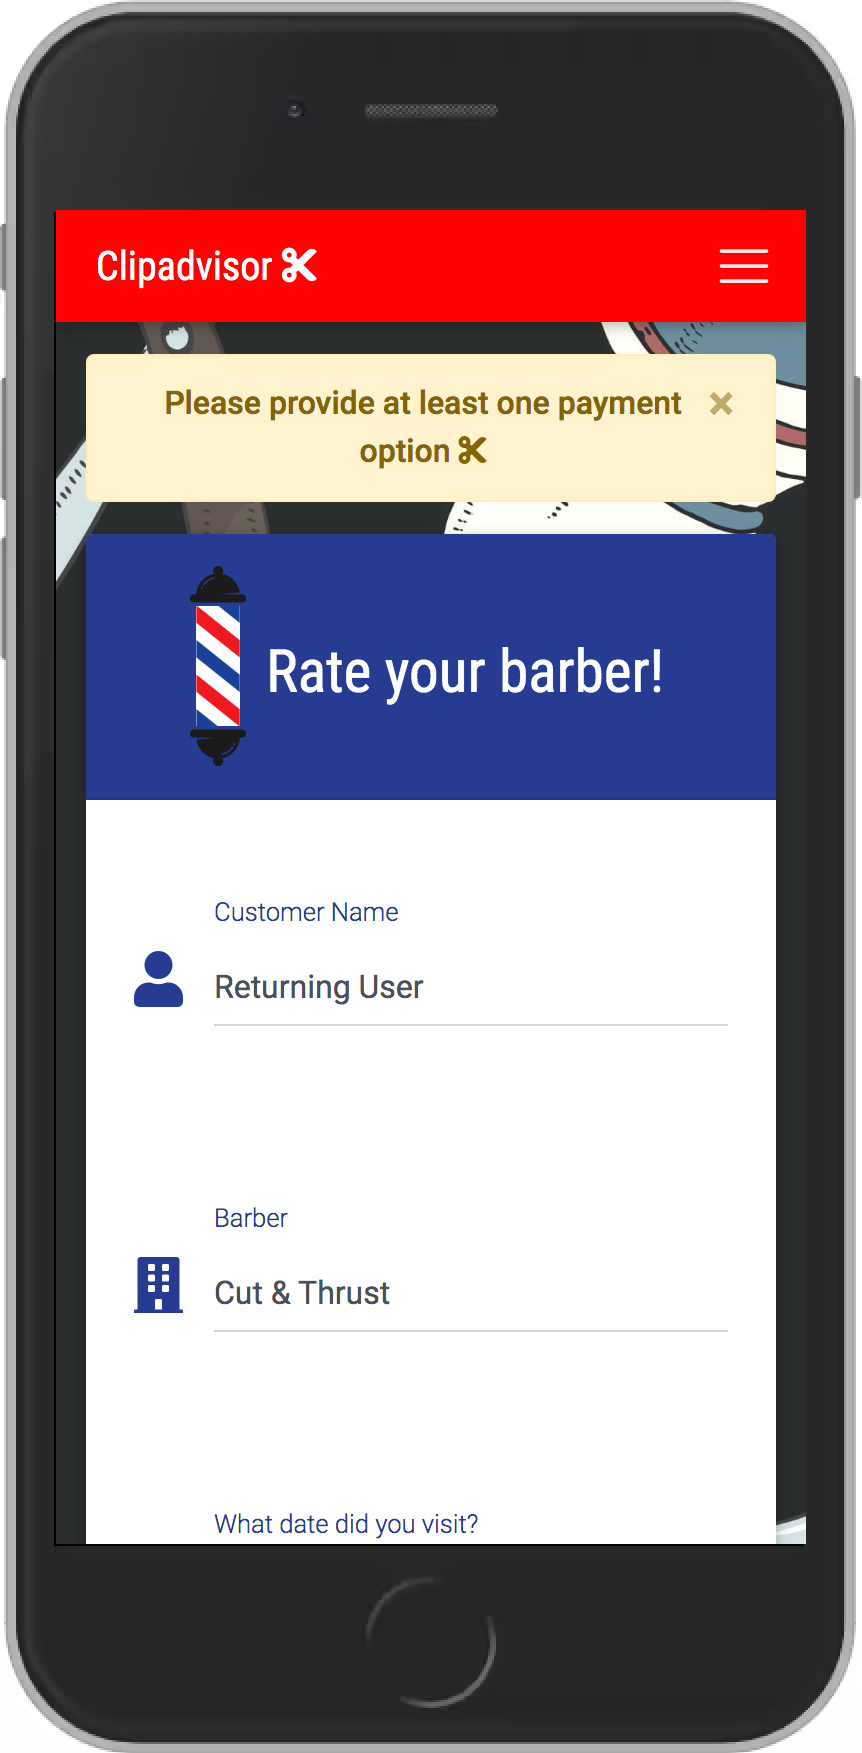 Clipadvisor
Please provide at least one payment
option
Rate your barber!
Customer Name
Returning User
Barber
Cut & Thrust
What date did you visit?